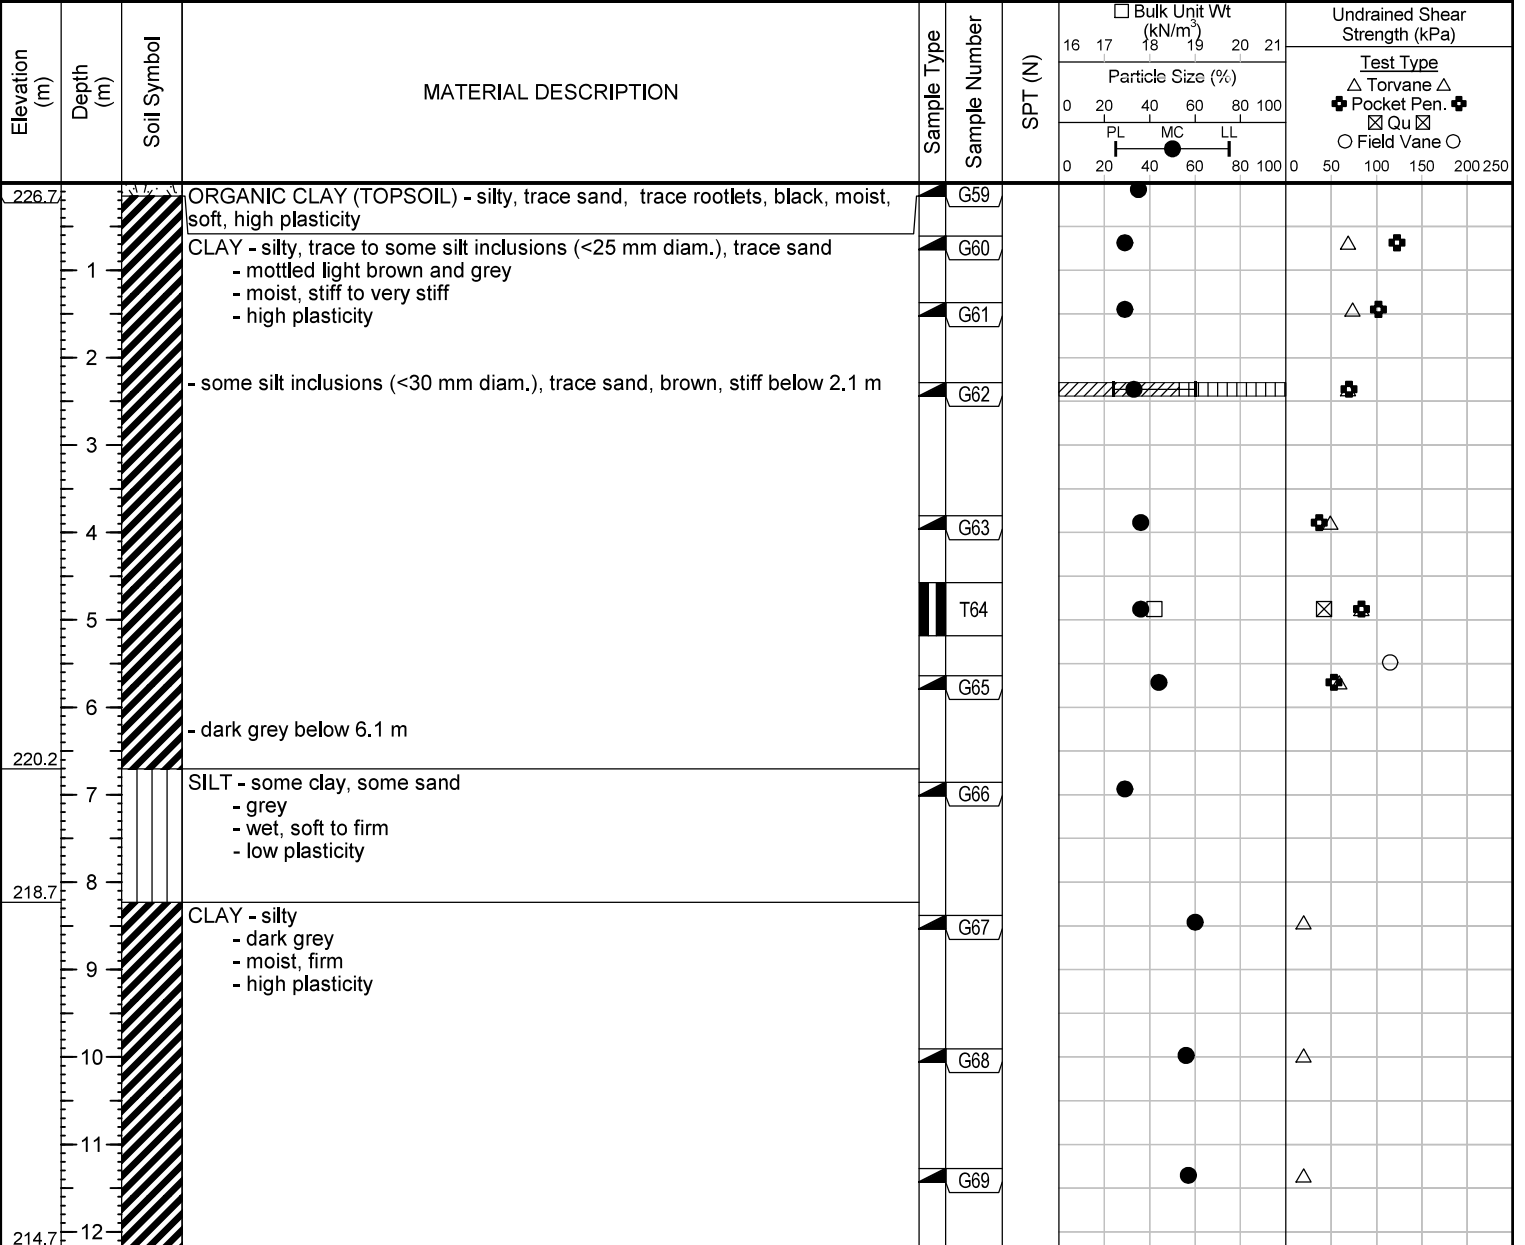 Elevation (m)
Depth (m)
Soil Symbol
MATERIAL DESCRIPTION
Sample Type
Sample Number
SPT (N)
Bulk Unit Wt
(kN/m³)
16 17 18 19 20 21
Particle Size (%)
0 20 40 60 80 100
PL MC LL
0 20 40 60 80 100
Undrained Shear
Strength (kPa)
Test Type
△ Torvane △
Pocket Pen.
Qu
○ Field Vane ○
0 50 100 150 200 250
226.7
ORGANIC CLAY (TOPSOIL) - silty, trace sand, trace rootlets, black, moist,
soft, high plasticity
G59
CLAY - silty, trace to some silt inclusions (<25 mm diam.), trace sand
G60
- mottled light brown and grey
1
- moist, stiff to very stiff
- high plasticity
G61
2
- some silt inclusions (<30 mm diam.), trace sand, brown, stiff below 2.1 m
G62
3
G63
4
T64
5
G65
6
- dark grey below 6.1 m
220.2
SILT - some clay, some sand
G66
7
- grey
- wet, soft to firm
- low plasticity
8
218.7
CLAY - silty
G67
- dark grey
- moist, firm
9
- high plasticity
10
G68
11
G69
12
214.7